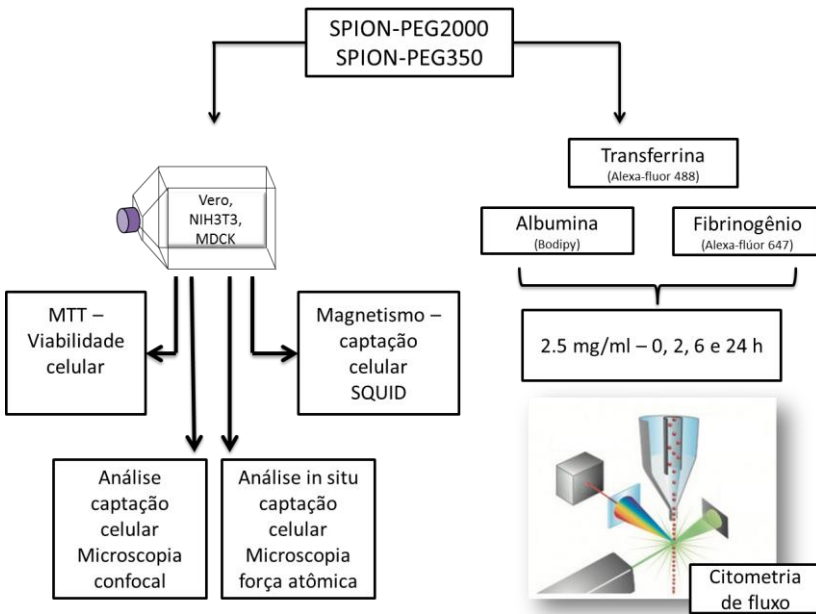 SPION-PEG2000
SPION-PEG350
Vero,
NIH3T3,
MDCK
MTT –
Viabilidade
celular
Magnetismo –
captação
celular
SQUID
Análise
captação
celular
Microscopia
confocal
Análise in situ
captação
celular
Microscopia
força atômica
Transferrina
(Alexa-fluor 488)
Albumina
(Bodipy)
Fibrinogênio
(Alexa-flúor 647)
2.5 mg/ml – 0, 2, 6 e 24 h
Citometria
de fluxo